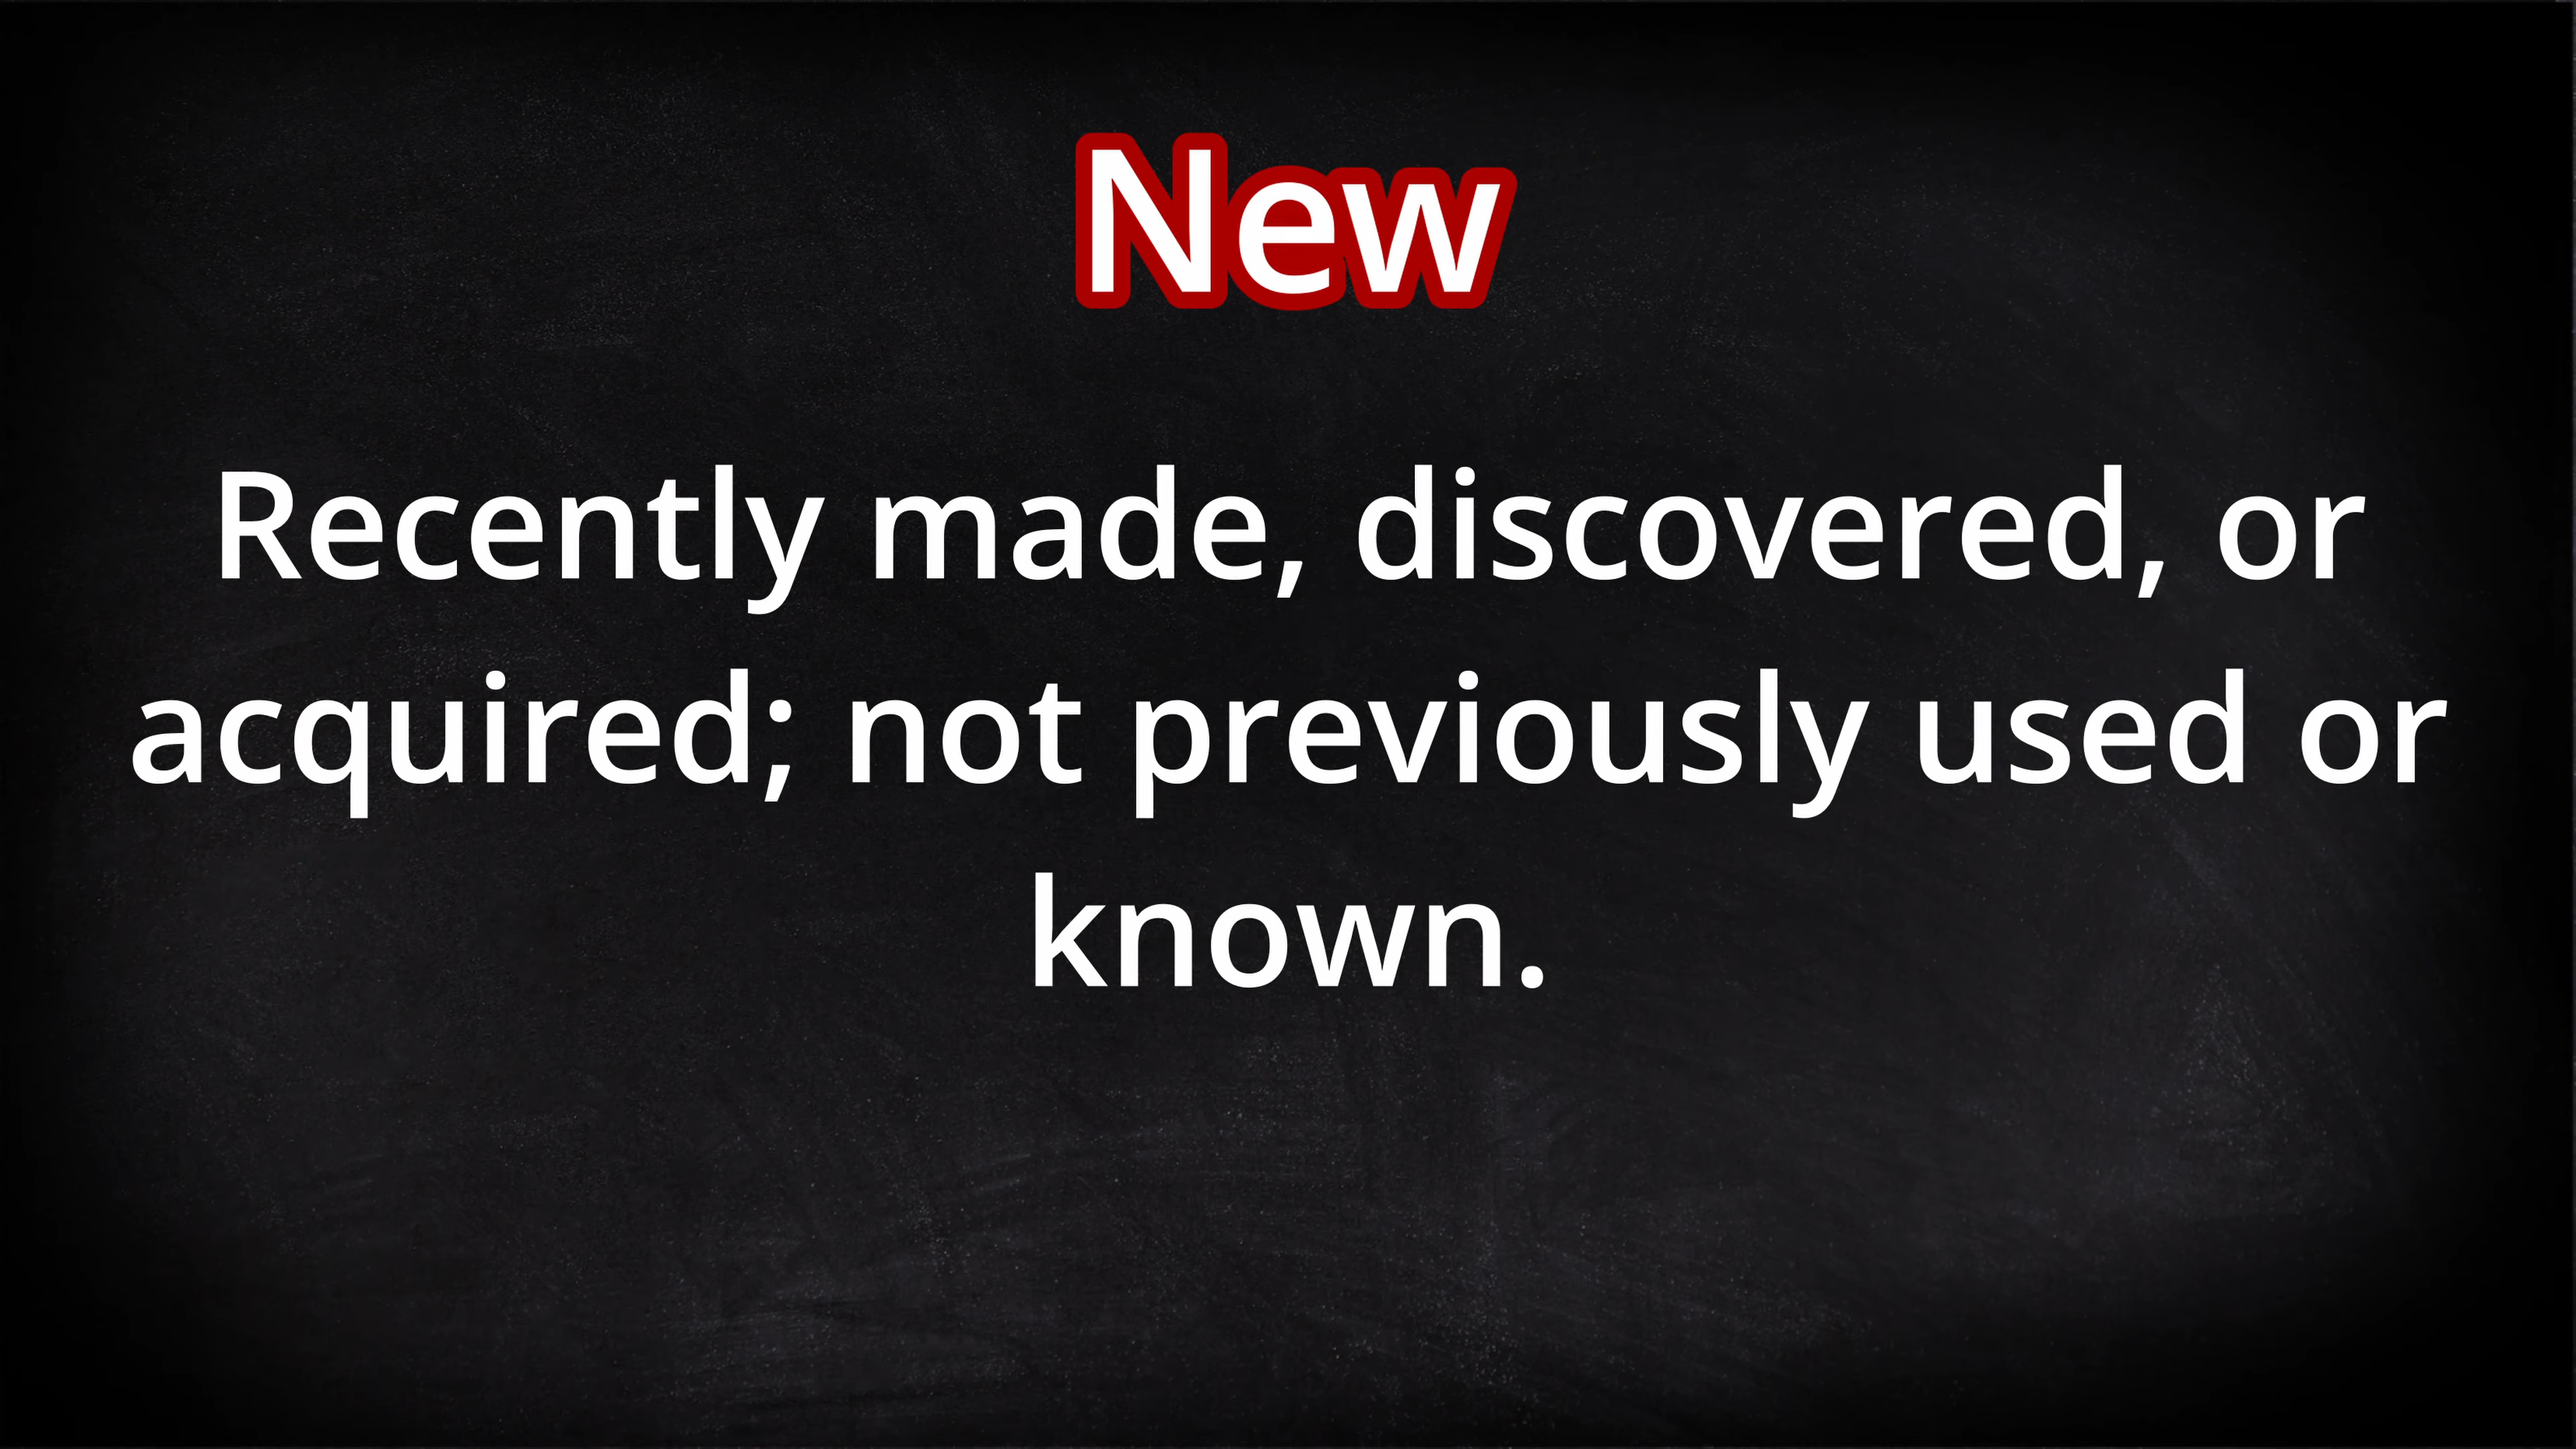 New
Recently made, discovered, or
acquired; not previously used or
known.